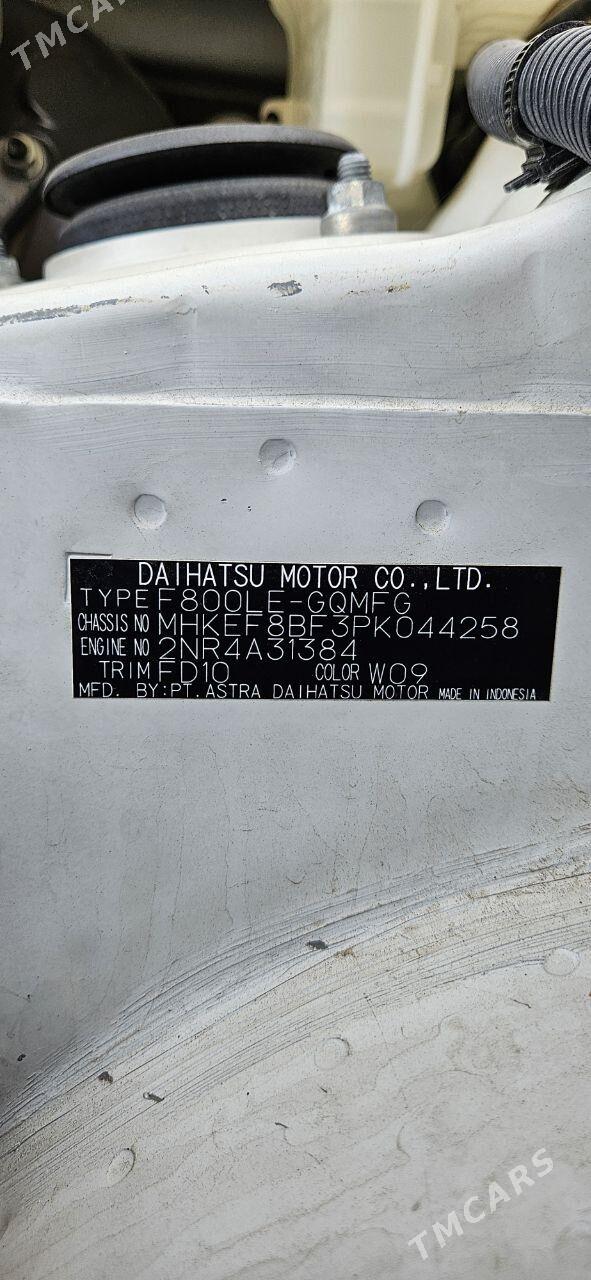 TMCARS
DAIHATSU MOTOR CO.,LTD.
TYPE F800LE-GQMFG
CHASSIS NO MHKEF8BF3PK044258
ENGINE NO 2NR4A31384
TRIM FD10 COLOR W09
MFD. BY:PT. ASTRA DAIHATSU MOTOR MADE IN INDONESIA
TMCARS